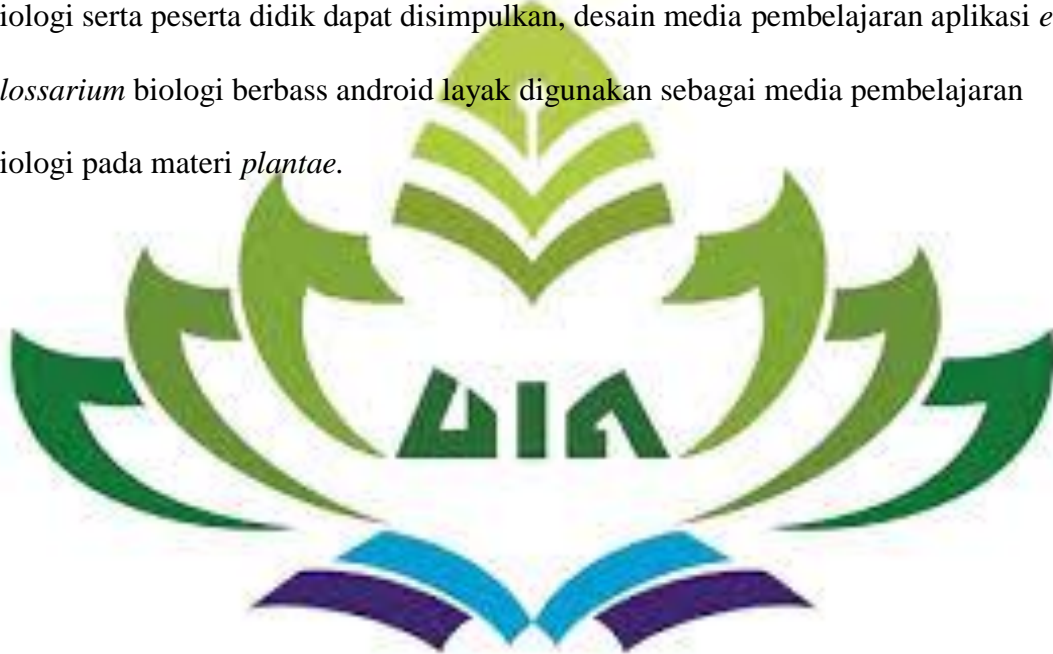 iologi serta peserta didik dapat disimpulkan, desain media pembelajaran aplikasi e
lossarium biologi berbass android layak digunakan sebagai media pembelajaran
iologi pada materi plantae.
UIN